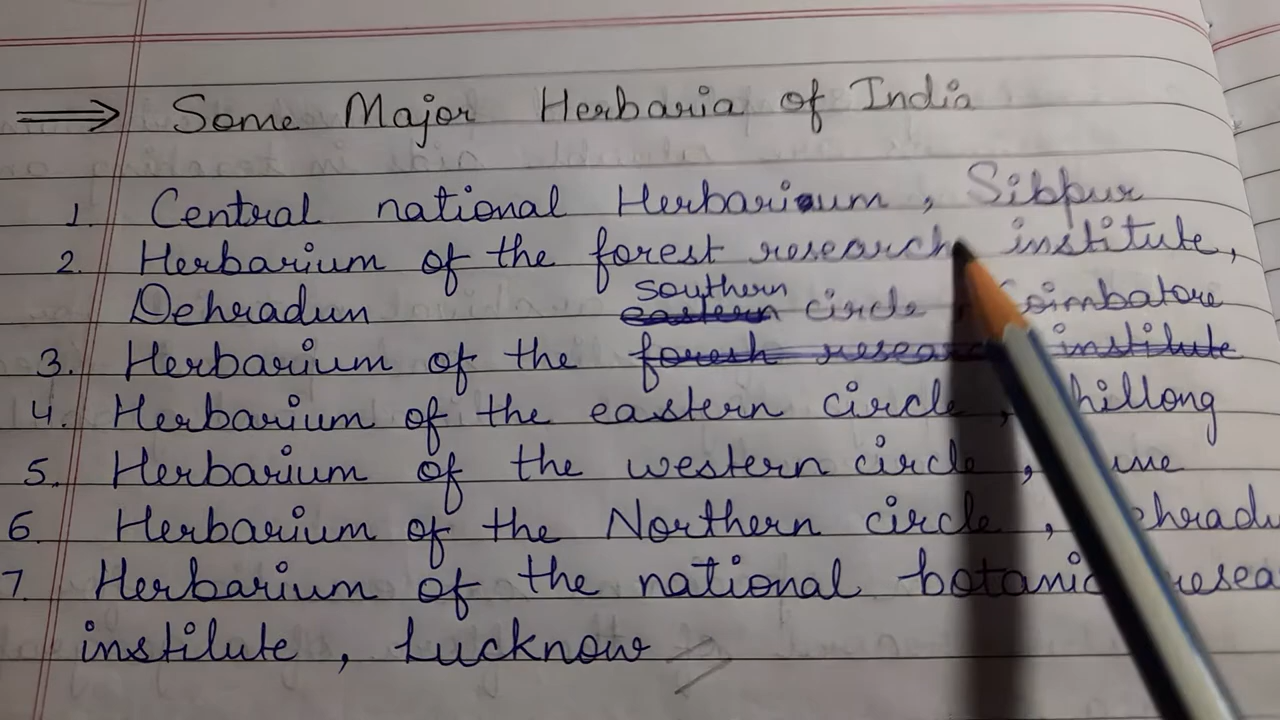 ⇒ Some Major Herbaria of India
1. Central national Herbarium, Sibpur
2. Herbarium of the forest research institute,
Dehradun
southern circle
3. Herbarium of the
4. Herbarium of the eastern circle,
5. Herbarium of the western circle,
6. Herbarium of the Northern circle,
7. Herbarium of the national
institute, Lucknow